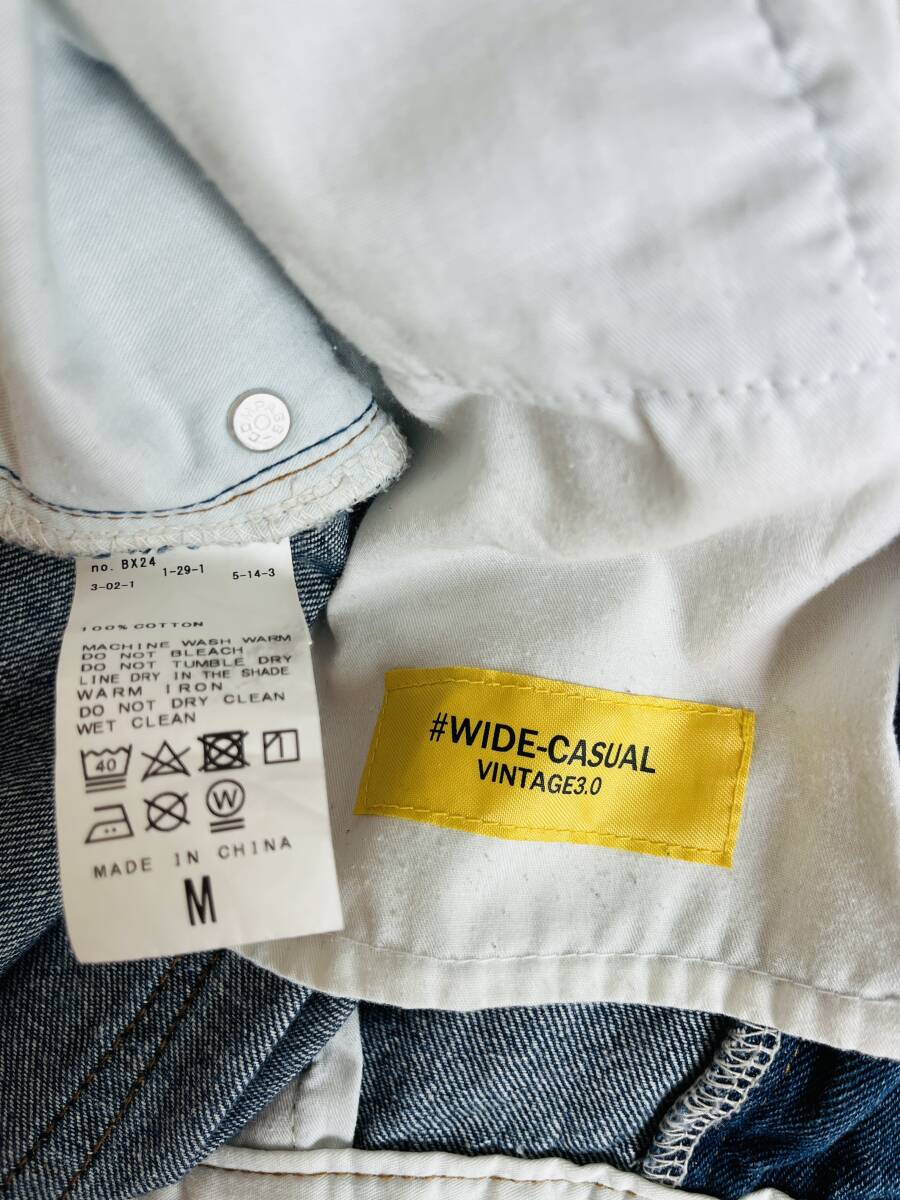 COMPAGNIE
no. BX24
3-02-1 1-29-1 5-14-3
100% COTTON
MACHINE WASH WARM
DO NOT BLEACH
DO NOT TUMBLE DRY
LINE DRY IN THE SHADE
WARM IRON
DO NOT DRY CLEAN
WET CLEAN
40
W
MADE IN CHINA
M
#WIDE-CASUAL
VINTAGE3.0